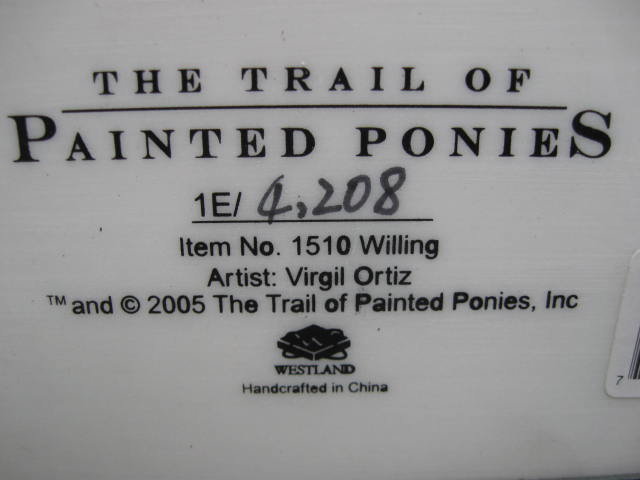 THE TRAIL OF
PAINTED PONIES
1E/ 4,208
Item No. 1510 Willing
Artist: Virgil Ortiz
™ and © 2005 The Trail of Painted Ponies, Inc
WESTLAND
Handcrafted in China
7